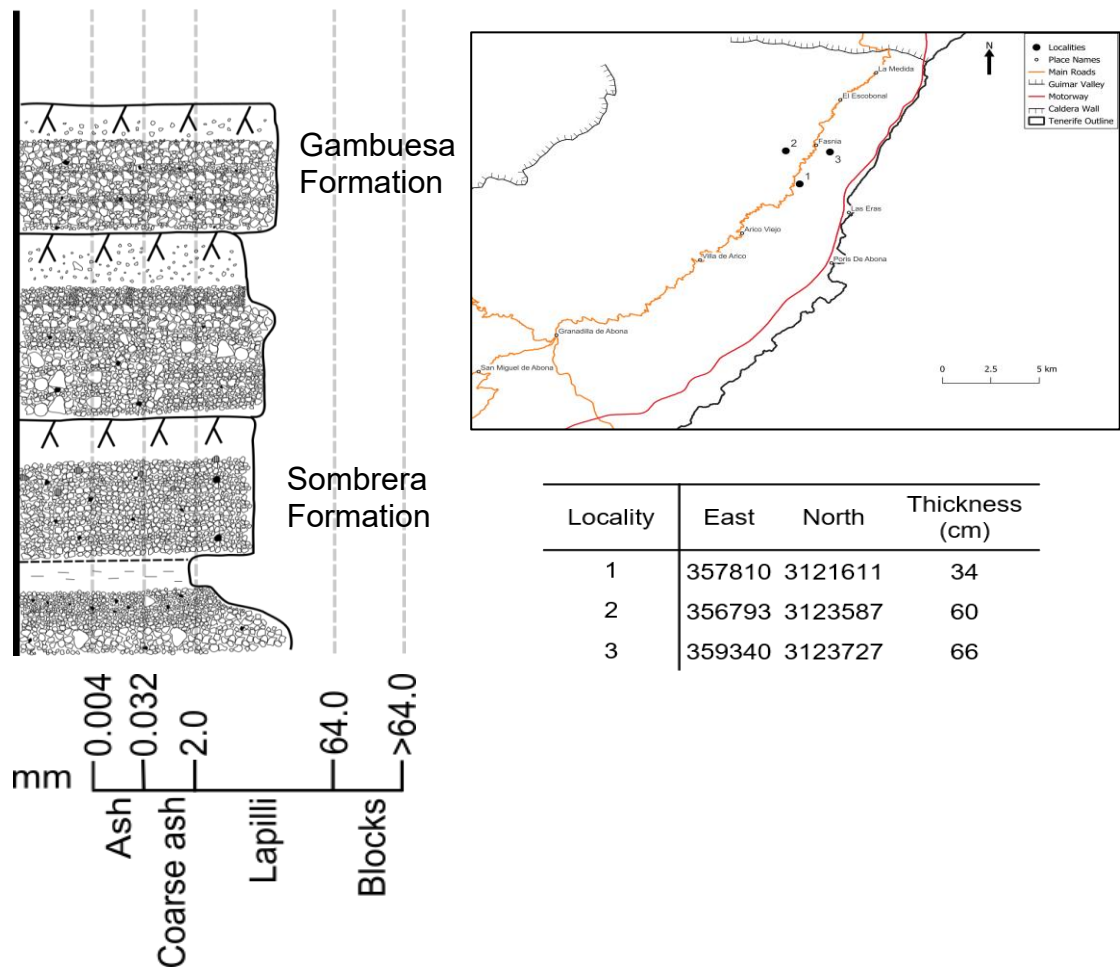 Gambuesa
Formation
Sombrera
Formation
mm
0.004
0.032
2.0
64.0
>64.0
Ash
Coarse ash
Lapilli
Blocks
N
Localities
Place Names
Main Roads
Guimar Valley
Motorway
Caldera Wall
Tenerife Outline
La Medida
El Escobonal
Fasnia
2
3
1
Las Eras
Arico Viejo
Villa de Arico
Poris De Abona
Granadilla de Abona
San Miguel de Abona
0 2.5 5 km
Locality East North Thickness
(cm)
1 357810 3121611 34
2 356793 3123587 60
3 359340 3123727 66